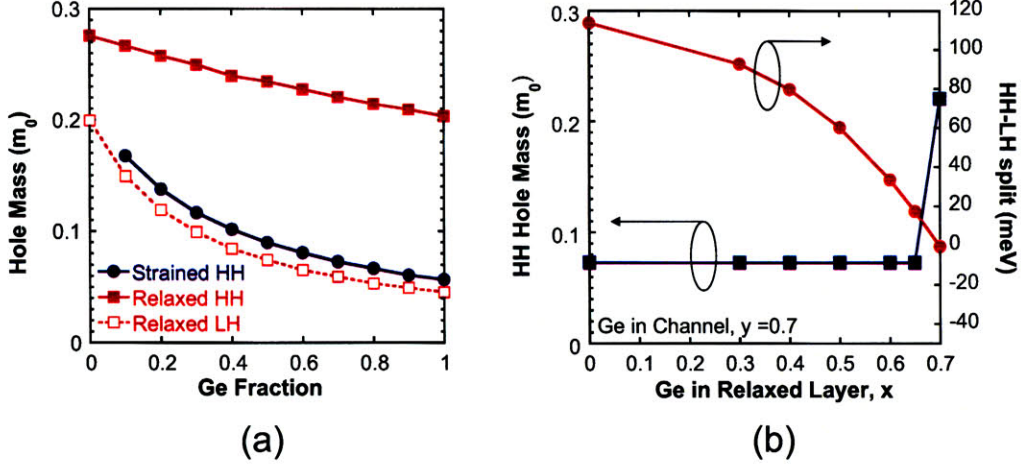 0.3
0.2
0.1
0
Hole Mass (m0)
Strained HH
Relaxed HH
Relaxed LH
0 0.2 0.4 0.6 0.8 1
Ge Fraction
(a)
0.3
0.2
0.1
0
HH Hole Mass (m0)
120
100
80
60
40
20
0
-20
-40
HH-LH split (meV)
Ge in Channel, y =0.7
0 0.1 0.2 0.3 0.4 0.5 0.6 0.7
Ge in Relaxed Layer, x
(b)